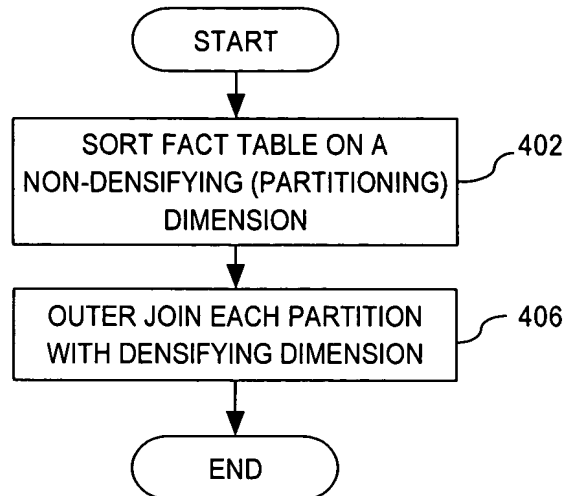 START
SORT FACT TABLE ON A
NON-DENSIFYING (PARTITIONING)
DIMENSION
402
OUTER JOIN EACH PARTITION
WITH DENSIFYING DIMENSION
406
END